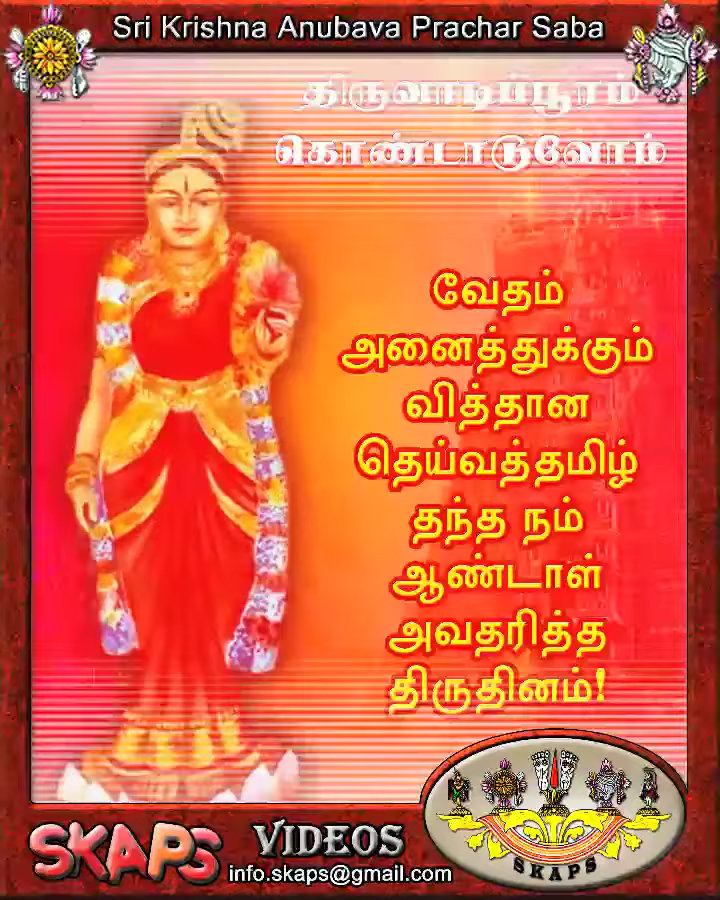 Sri Krishna Anubava Prachar Saba
திருவாடிப்பூரம்
கொண்டாடுவோம்
வேதம்
அனைத்துக்கும்
வித்தான
தெய்வத்தமிழ்
தந்த நம்
ஆண்டாள்
அவதரித்த
திருதினம்!
SKAPS
SKAPS VIDEOS
info.skaps@gmail.com